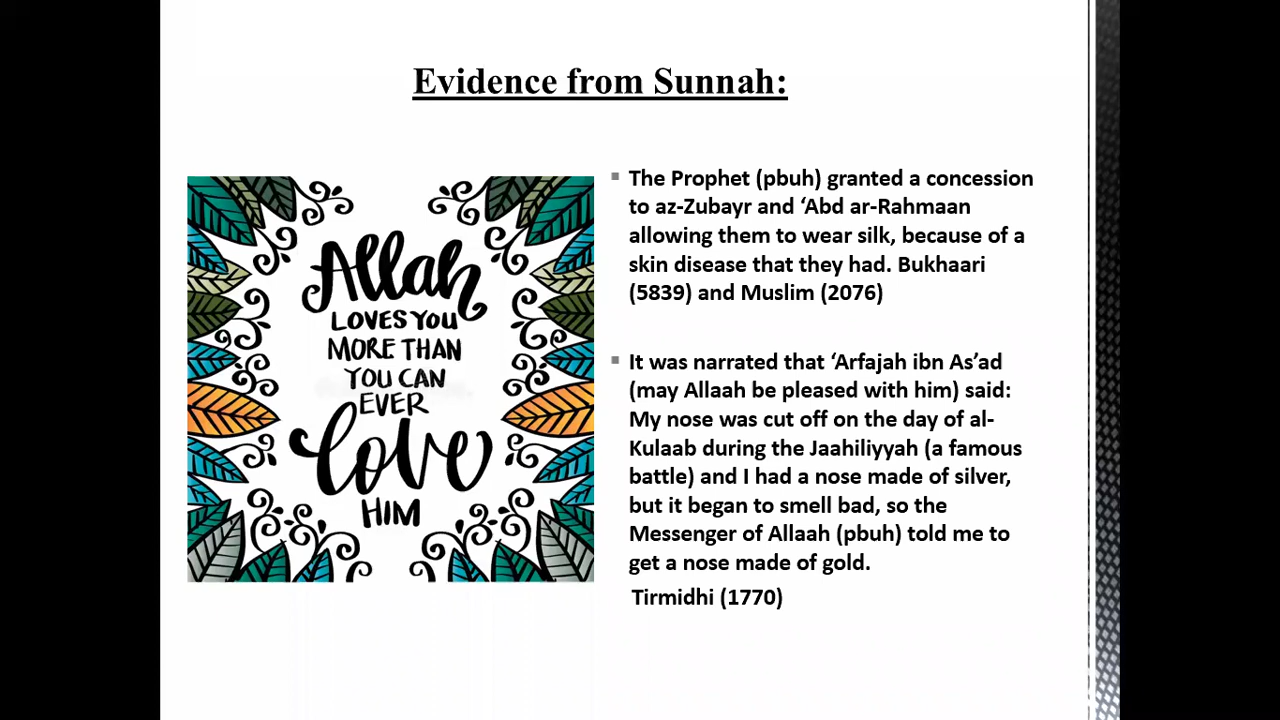 Evidence from Sunnah:
Allah
LOVES YOU
MORE THAN
YOU CAN
EVER
love
HIM
The Prophet (pbuh) granted a concession
to az-Zubayr and ‘Abd ar-Rahmaan
allowing them to wear silk, because of a
skin disease that they had. Bukhaari
(5839) and Muslim (2076)
It was narrated that ‘Arfajah ibn As’ad
(may Allaah be pleased with him) said:
My nose was cut off on the day of al-
Kulaab during the Jaahiliyyah (a famous
battle) and I had a nose made of silver,
but it began to smell bad, so the
Messenger of Allaah (pbuh) told me to
get a nose made of gold.
Tirmidhi (1770)